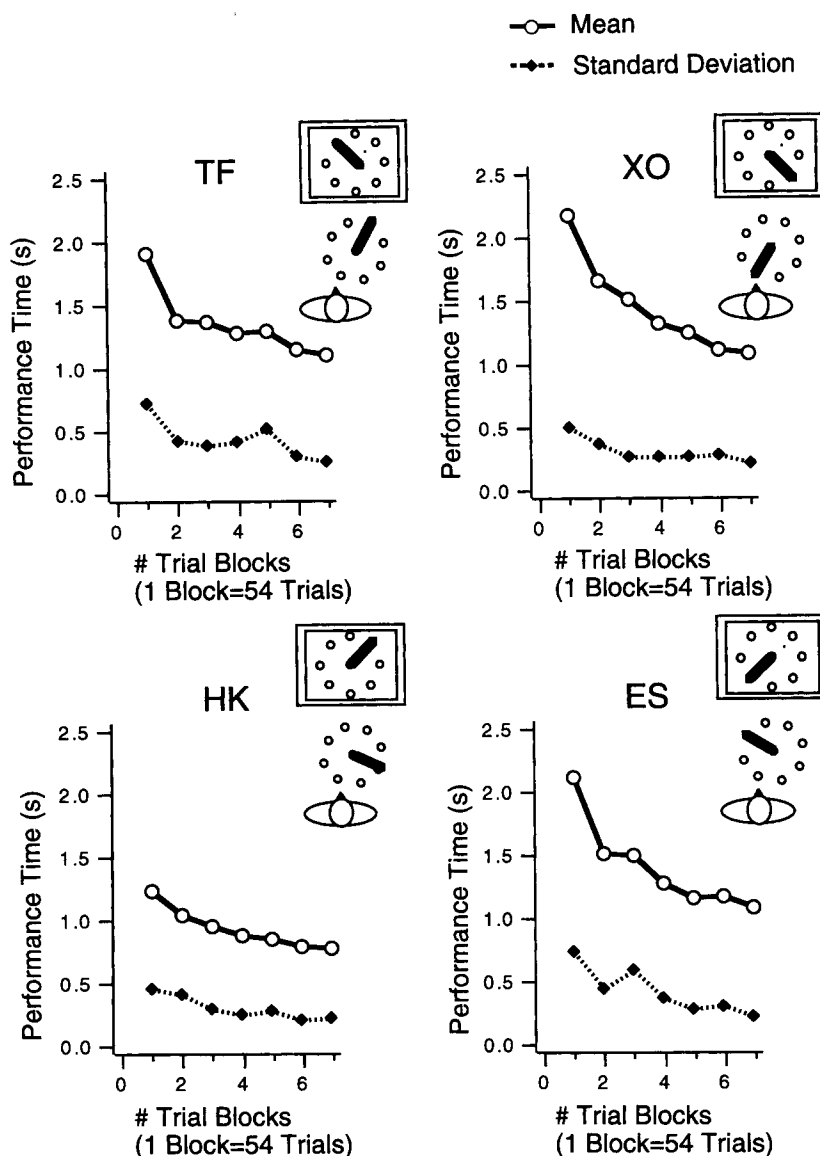 Mean
Standard Deviation
TF
Performance Time (s)
2.5
2.0
1.5
1.0
0.5
0.0
0 2 4 6
# Trial Blocks
(1 Block=54 Trials)
XO
Performance Time (s)
2.5
2.0
1.5
1.0
0.5
0.0
0 2 4 6
# Trial Blocks
(1 Block=54 Trials)
HK
Performance Time (s)
2.5
2.0
1.5
1.0
0.5
0.0
0 2 4 6
# Trial Blocks
(1 Block=54 Trials)
ES
Performance Time (s)
2.5
2.0
1.5
1.0
0.5
0.0
0 2 4 6
# Trial Blocks
(1 Block=54 Trials)